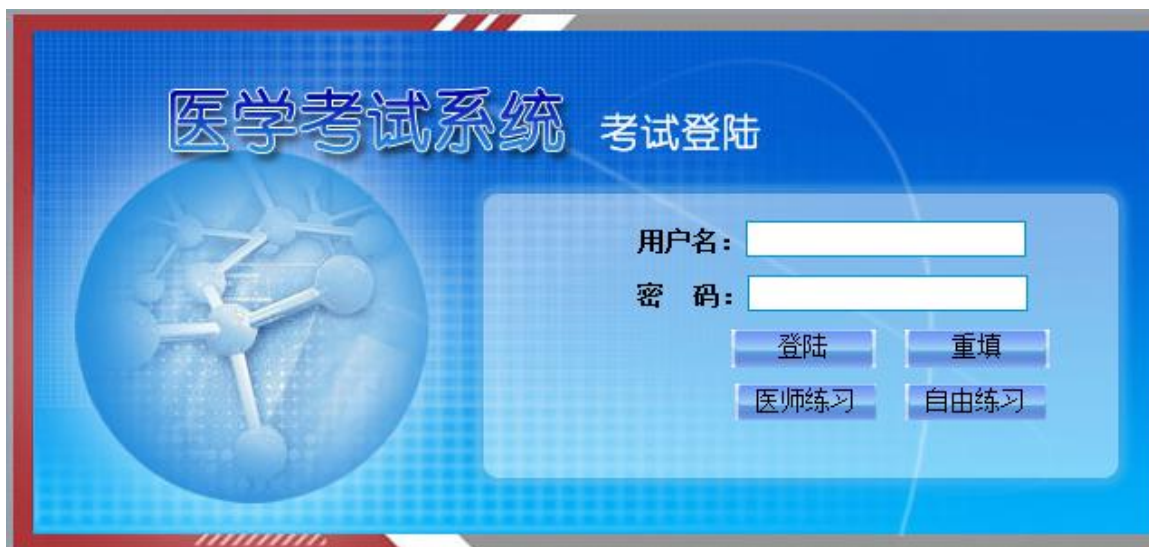 医学考试系统 考试登陆
用户名：
密 码：
登陆 重填
医师练习 自由练习